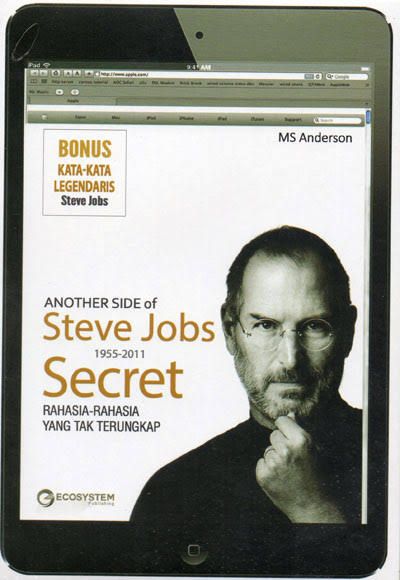 iPad
9:41 AM
http://www.apple.com/
Google
Apple
Store Mac iPod iPhone iPad iTunes Support
MS Anderson
BONUS
KATA-KATA
LEGENDARIS
Steve Jobs
ANOTHER SIDE of
Steve Jobs
1955-2011
Secret
RAHASIA-RAHASIA
YANG TAK TERUNGKAP
ECOSYSTEM
Publishing